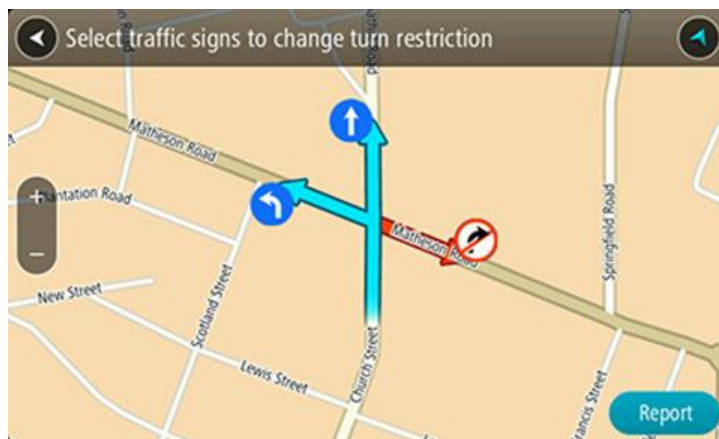 Select traffic signs to change turn restriction
Matheson Road
Plantation Road
Matheson Road
Springfield Road
New Street
Scotland Street
Lewis Street
Church Street
Report